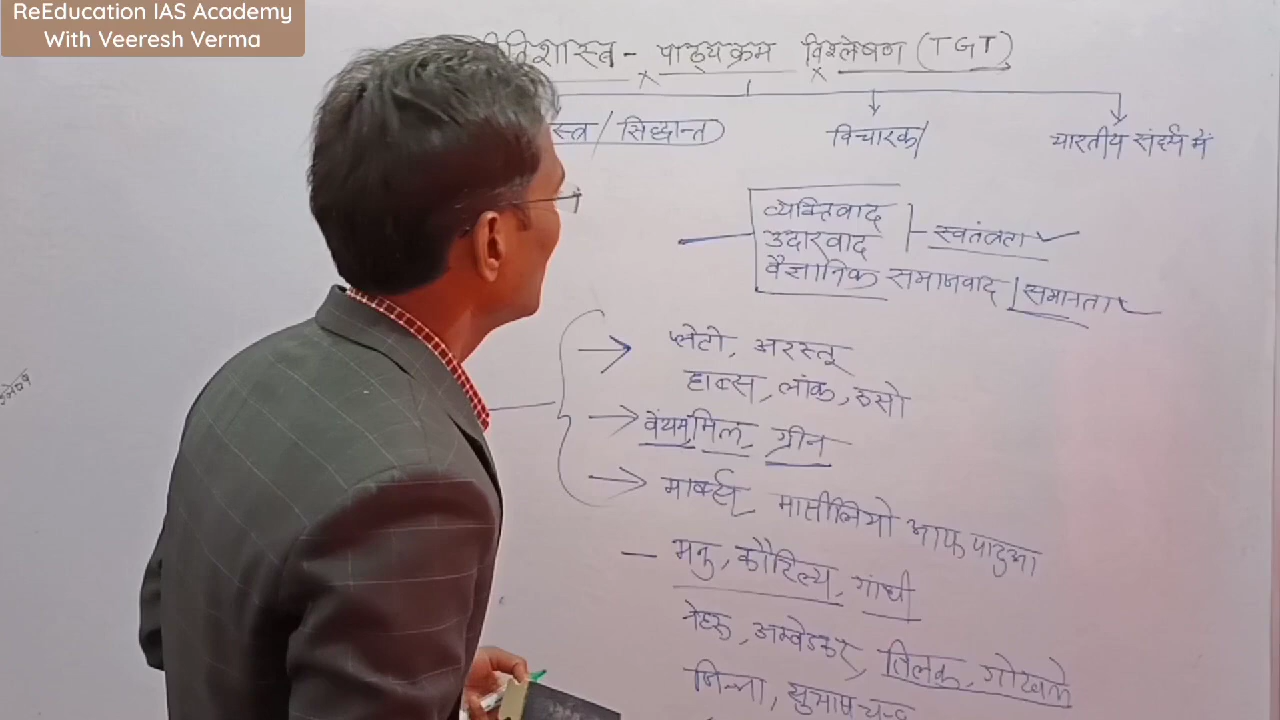 ReEducation IAS Academy
With Veeresh Verma
नीतिशास्त्र - पाठ्यक्रम विश्लेषण (TGT)
स्त्र / सिद्धान्त
विचारक
भारतीय संदर्भ में
व्यक्तिवाद
उदारवाद
स्वतंत्रता
वैज्ञानिक समाजवाद
समानता
प्लेटो, अरस्तू
हाब्स, लॉक, रूसो
बेंथम, मिल, ग्रीन
मार्क्स, मार्सीलियो आफ पादुआ
मनु, कौटिल्य, गांधी
नेहरू, अम्बेडकर, तिलक, गोखले
जिन्ना, सुभाष चन्द्र